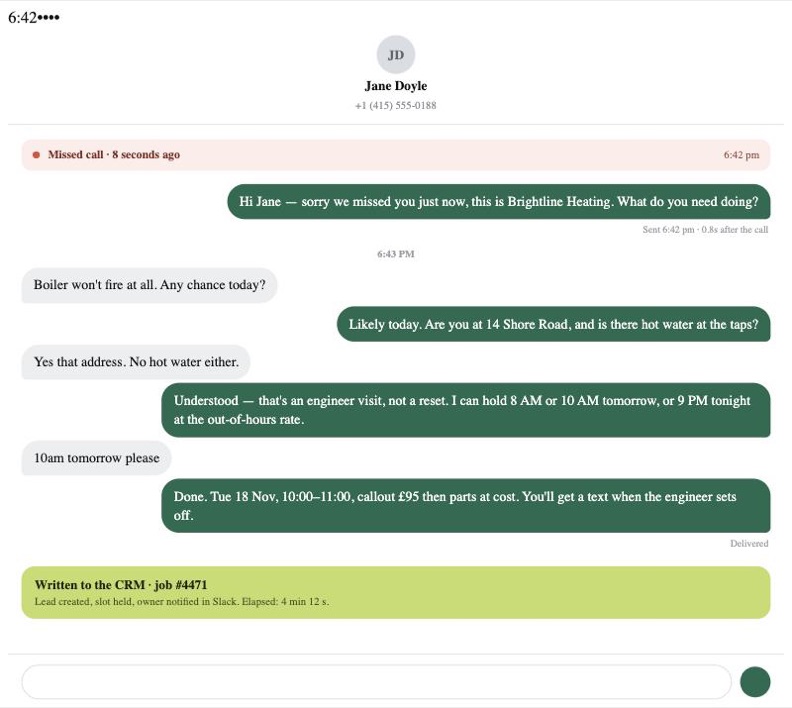 6:42••••
JD
Jane Doyle
+1 (415) 555-0188
Missed call · 8 seconds ago
6:42 pm
Hi Jane — sorry we missed you just now, this is Brightline Heating. What do you need doing?
Sent 6:42 pm · 0.8s after the call
6:43 PM
Boiler won't fire at all. Any chance today?
Likely today. Are you at 14 Shore Road, and is there hot water at the taps?
Yes that address. No hot water either.
Understood — that's an engineer visit, not a reset. I can hold 8 AM or 10 AM tomorrow, or 9 PM tonight
at the out-of-hours rate.
10am tomorrow please
Done. Tue 18 Nov, 10:00–11:00, callout £95 then parts at cost. You'll get a text when the engineer sets
off.
Delivered
Written to the CRM · job #4471
Lead created, slot held, owner notified in Slack. Elapsed: 4 min 12 s.